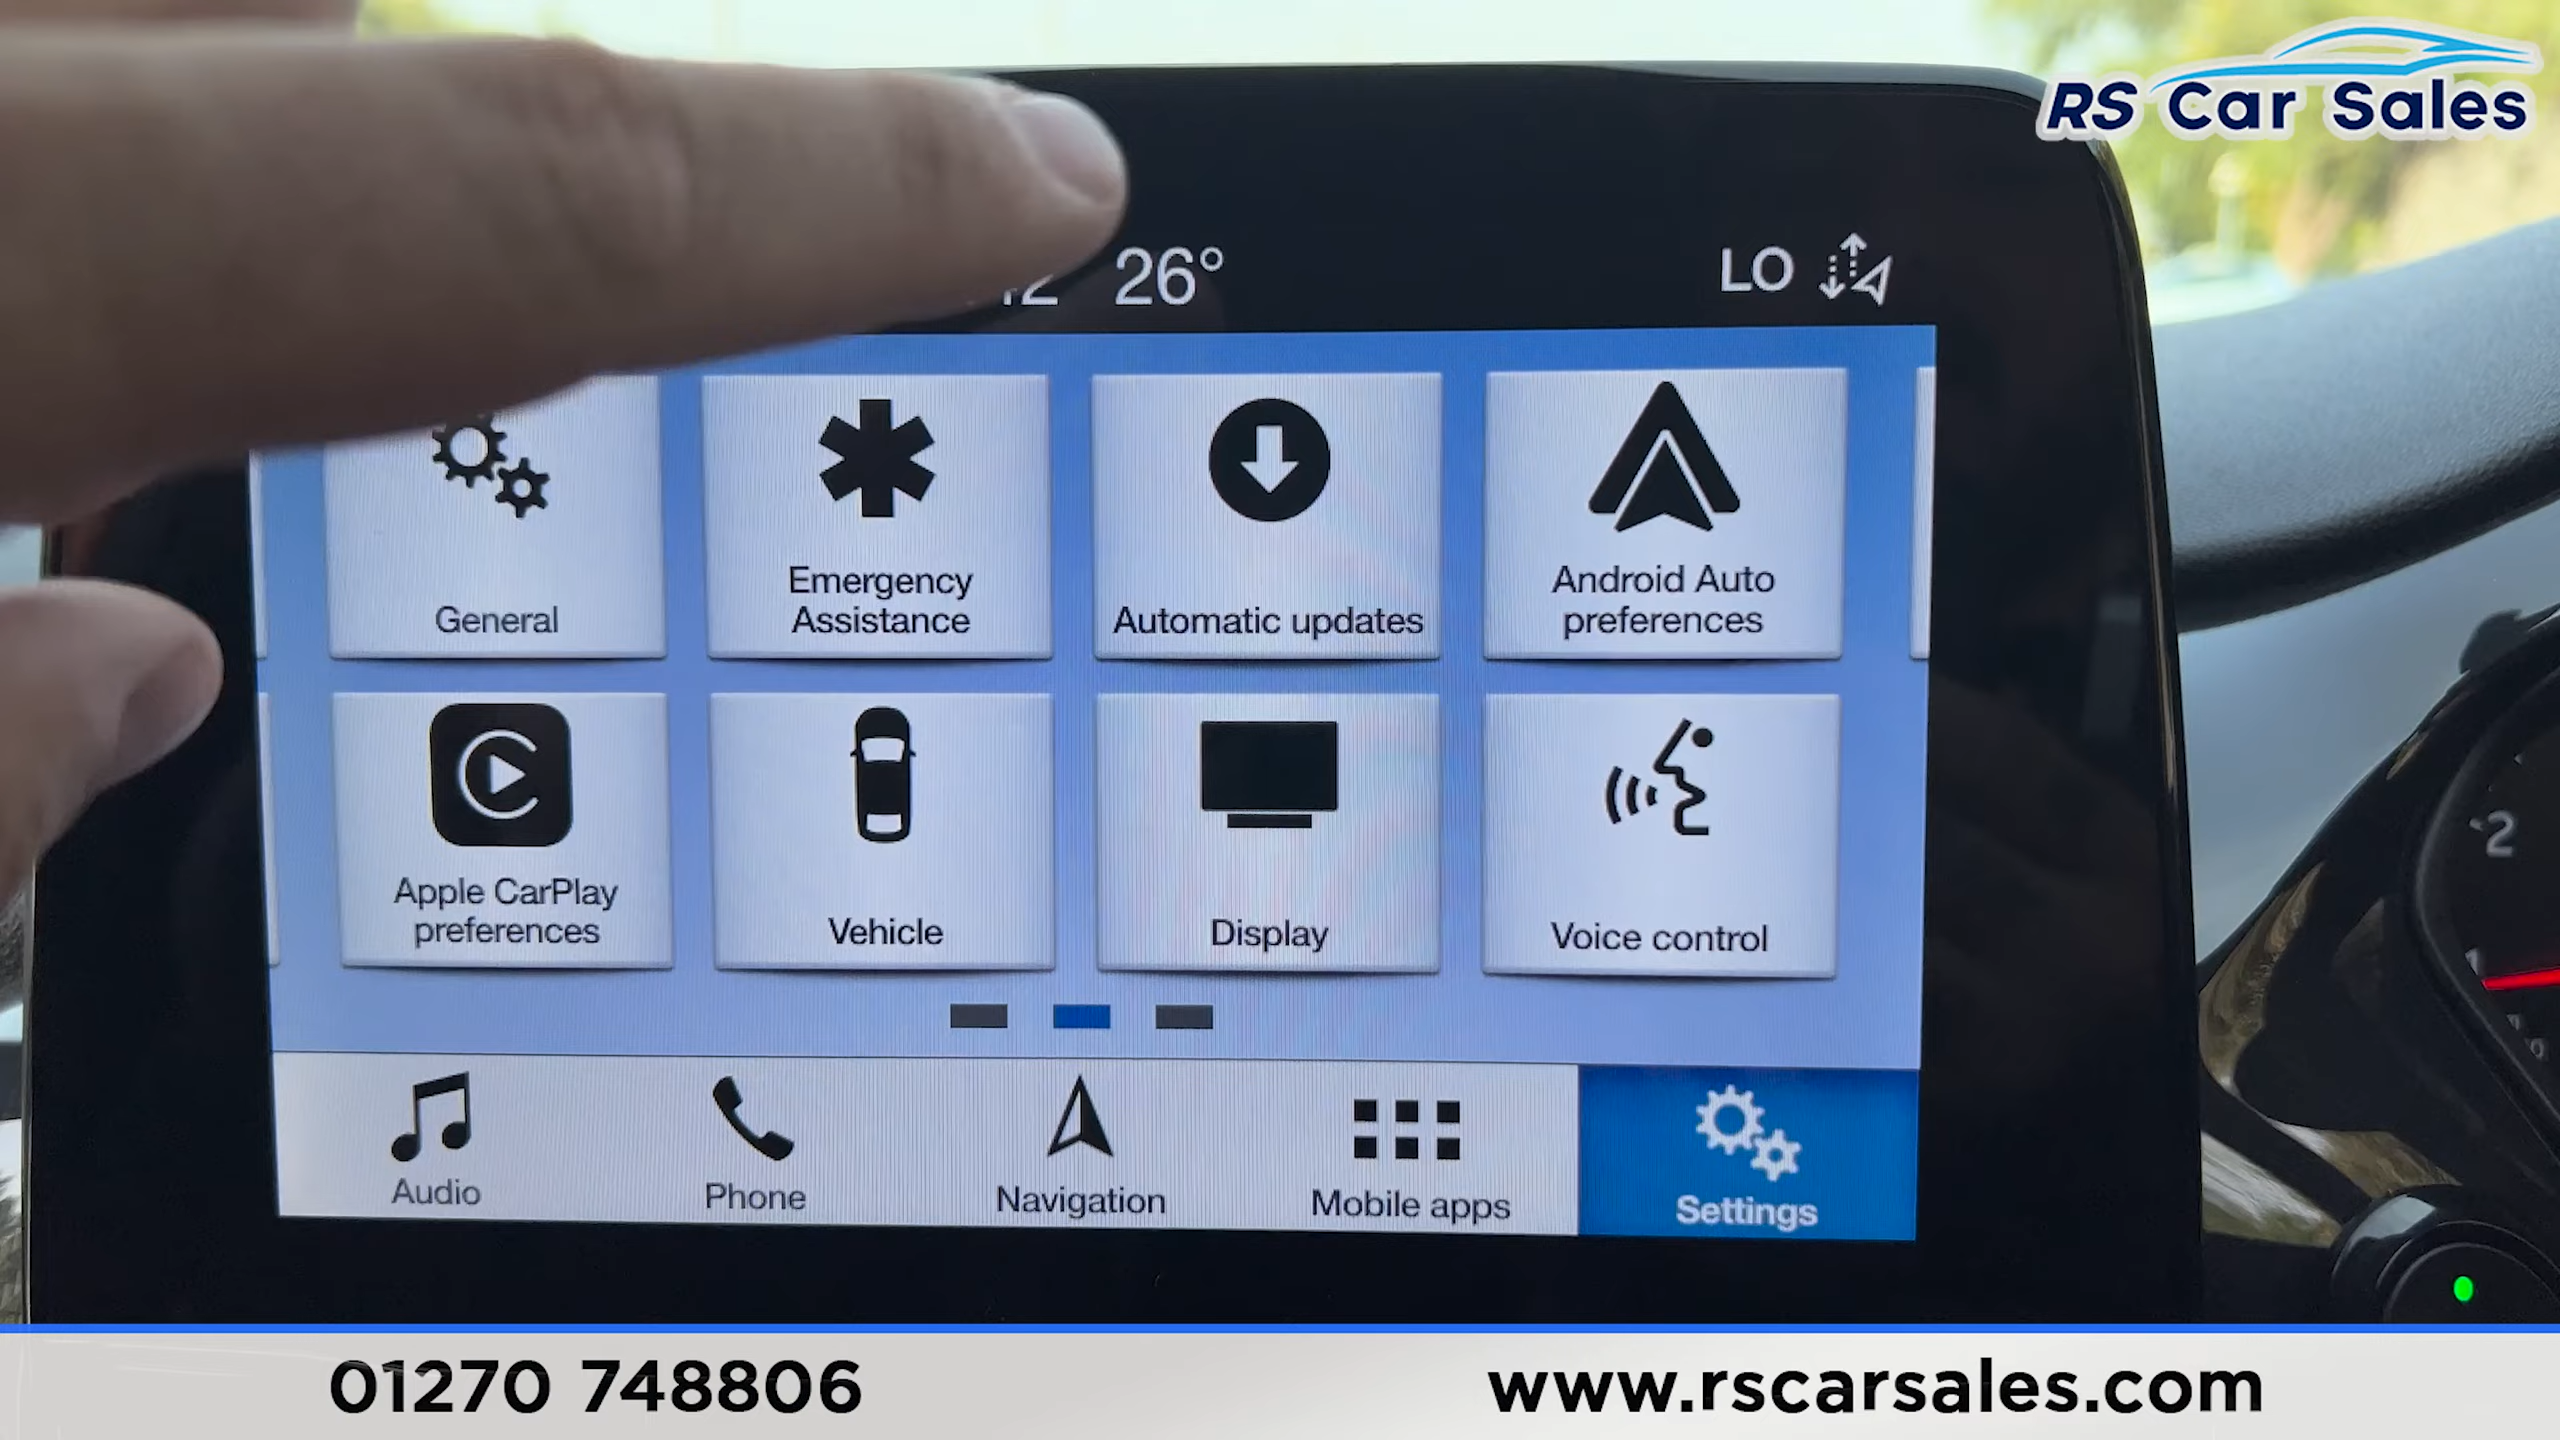 RS Car Sales
26° LO
General
Emergency
Assistance
Automatic updates
Android Auto
preferences
Apple CarPlay
preferences
Vehicle
Display
Voice control
Audio
Phone
Navigation
Mobile apps
Settings
2
1
01270 748806
www.rscarsales.com